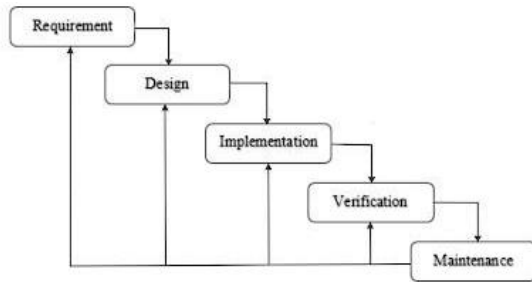 Requirement
Design
Implementation
Verification
Maintenance